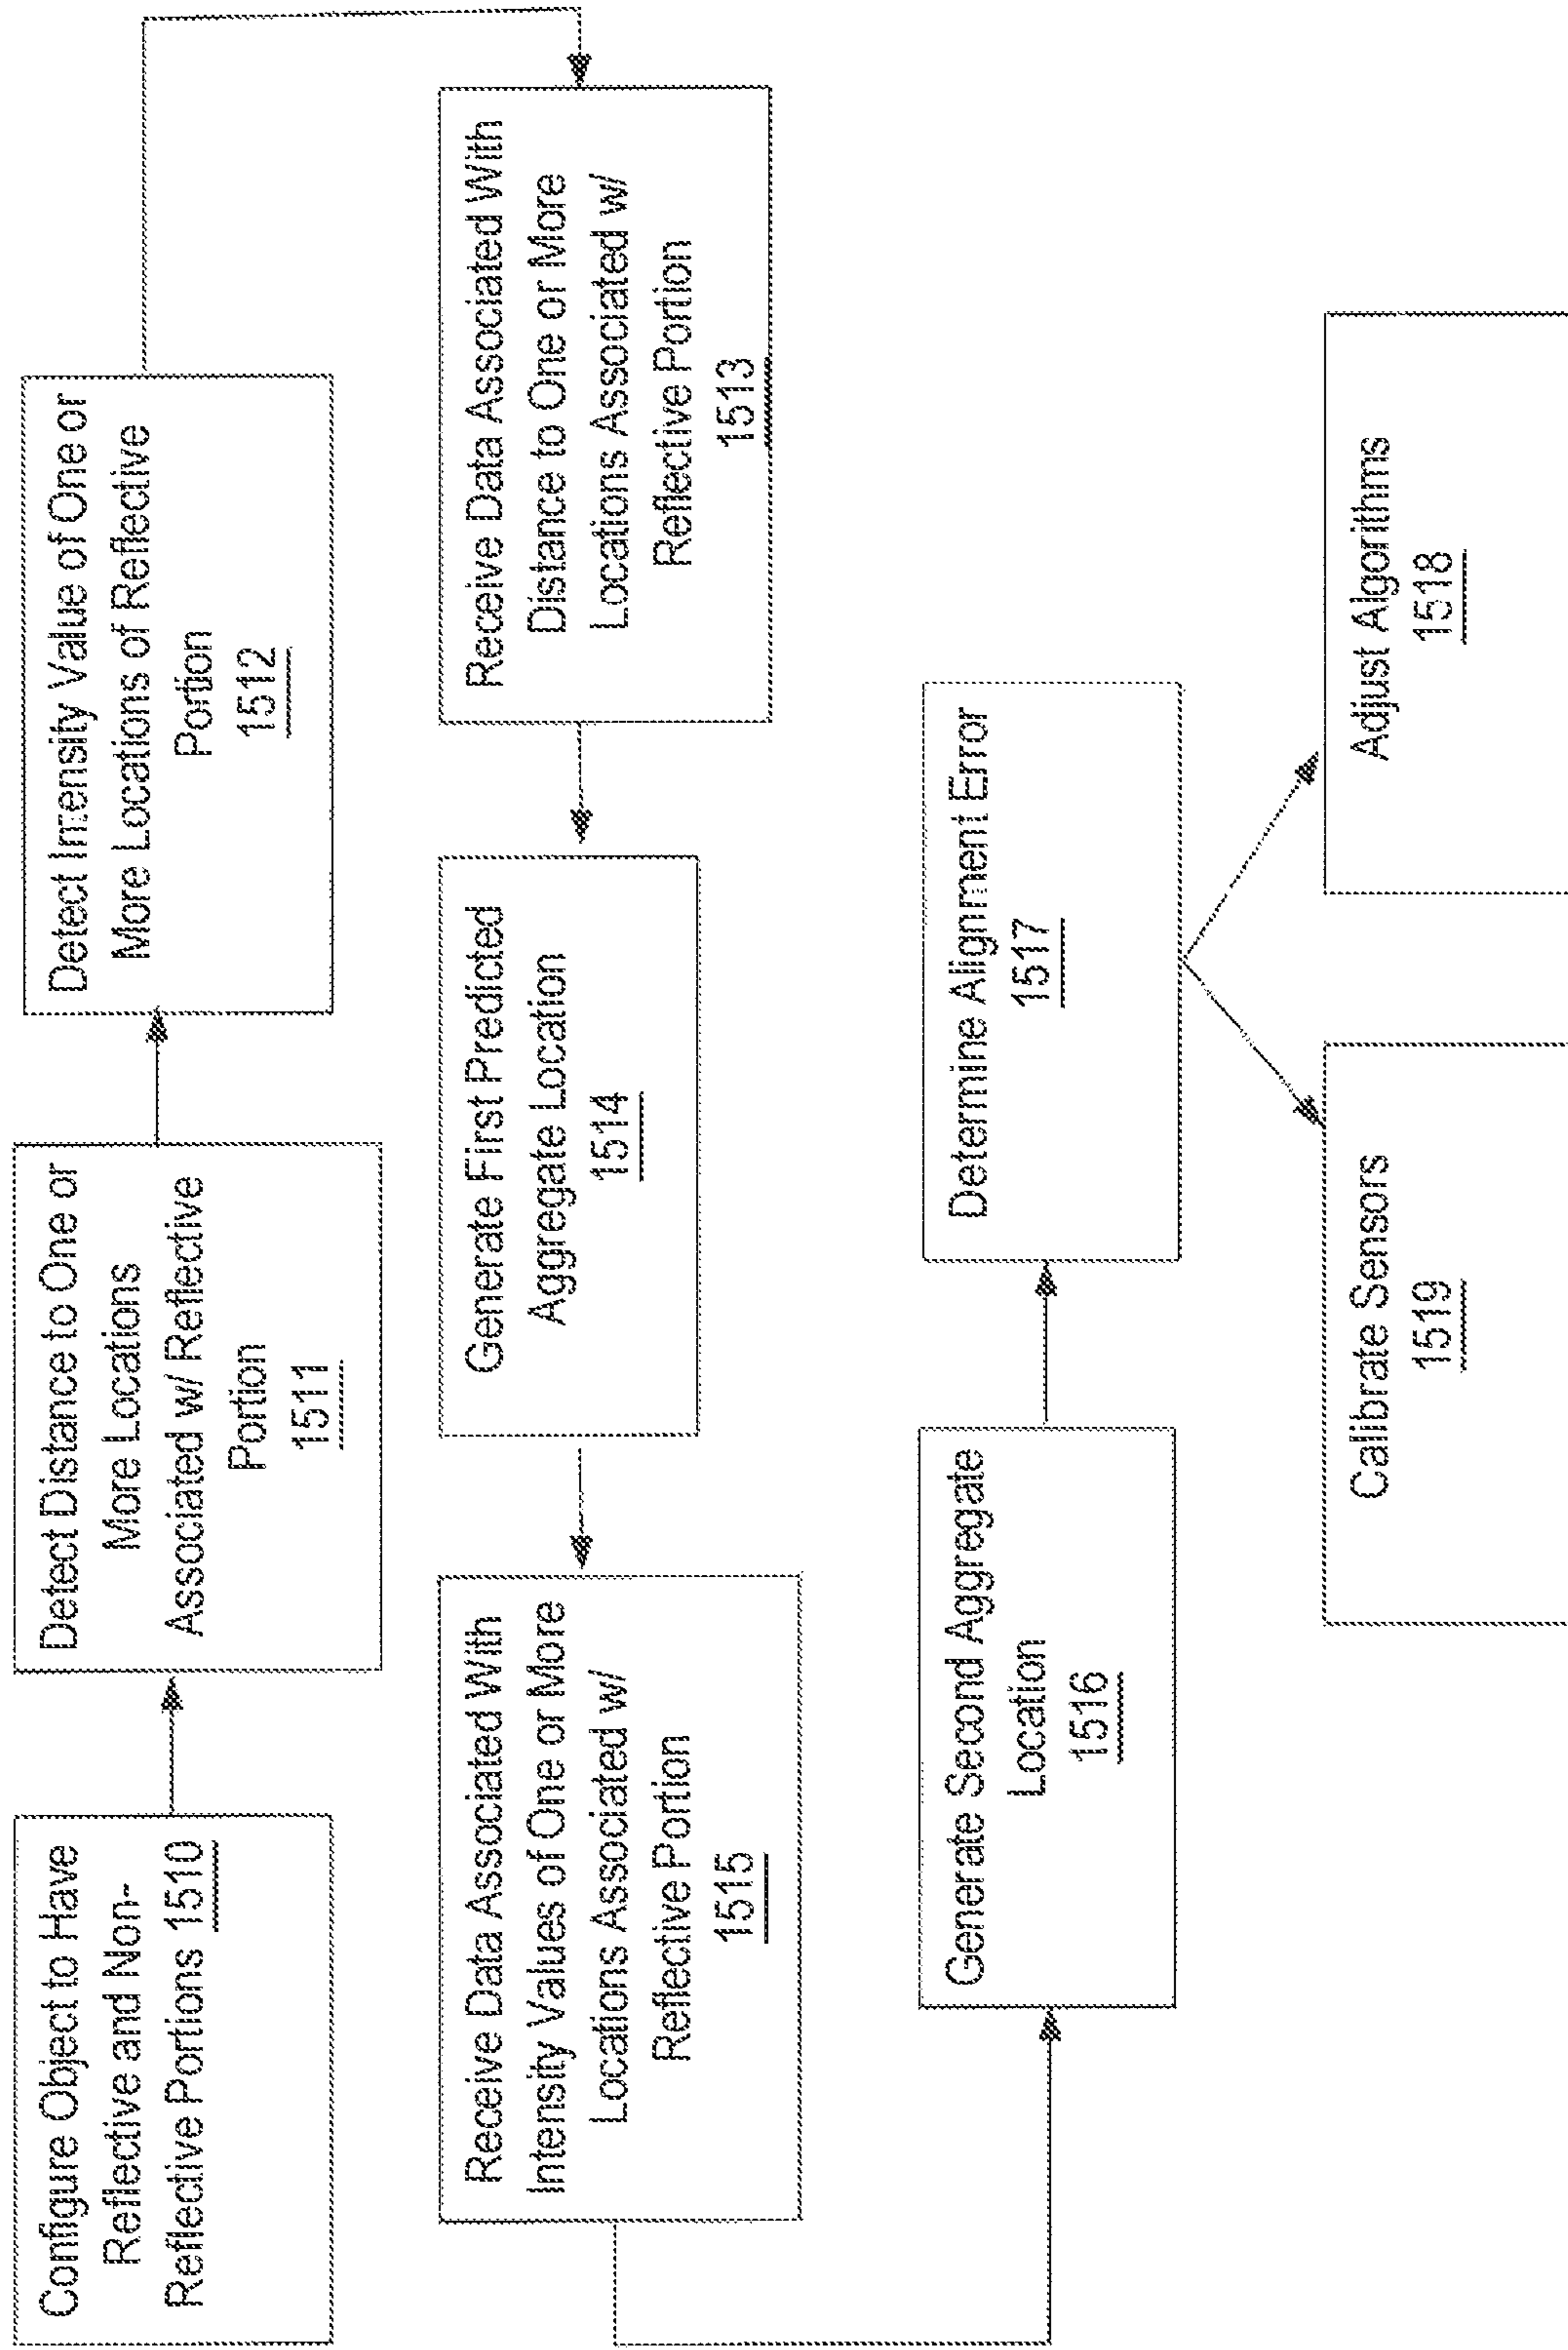 Configure Object to Have
Reflective and Non-
Reflective Portions 1510
Detect Distance to One or
More Locations
Associated w/ Reflective
Portion
1511
Detect Intensity Value of One or
More Locations of Reflective
Portion
1512
Receive Data Associated With
Distance to One or More
Locations Associated w/
Reflective Portion
1513
Generate First Predicted
Aggregate Location
1514
Receive Data Associated With
Intensity Values of One or More
Locations Associated w/
Reflective Portion
1515
Generate Second Aggregate
Location
1516
Determine Alignment Error
1517
Adjust Algorithms
1518
Calibrate Sensors
1519